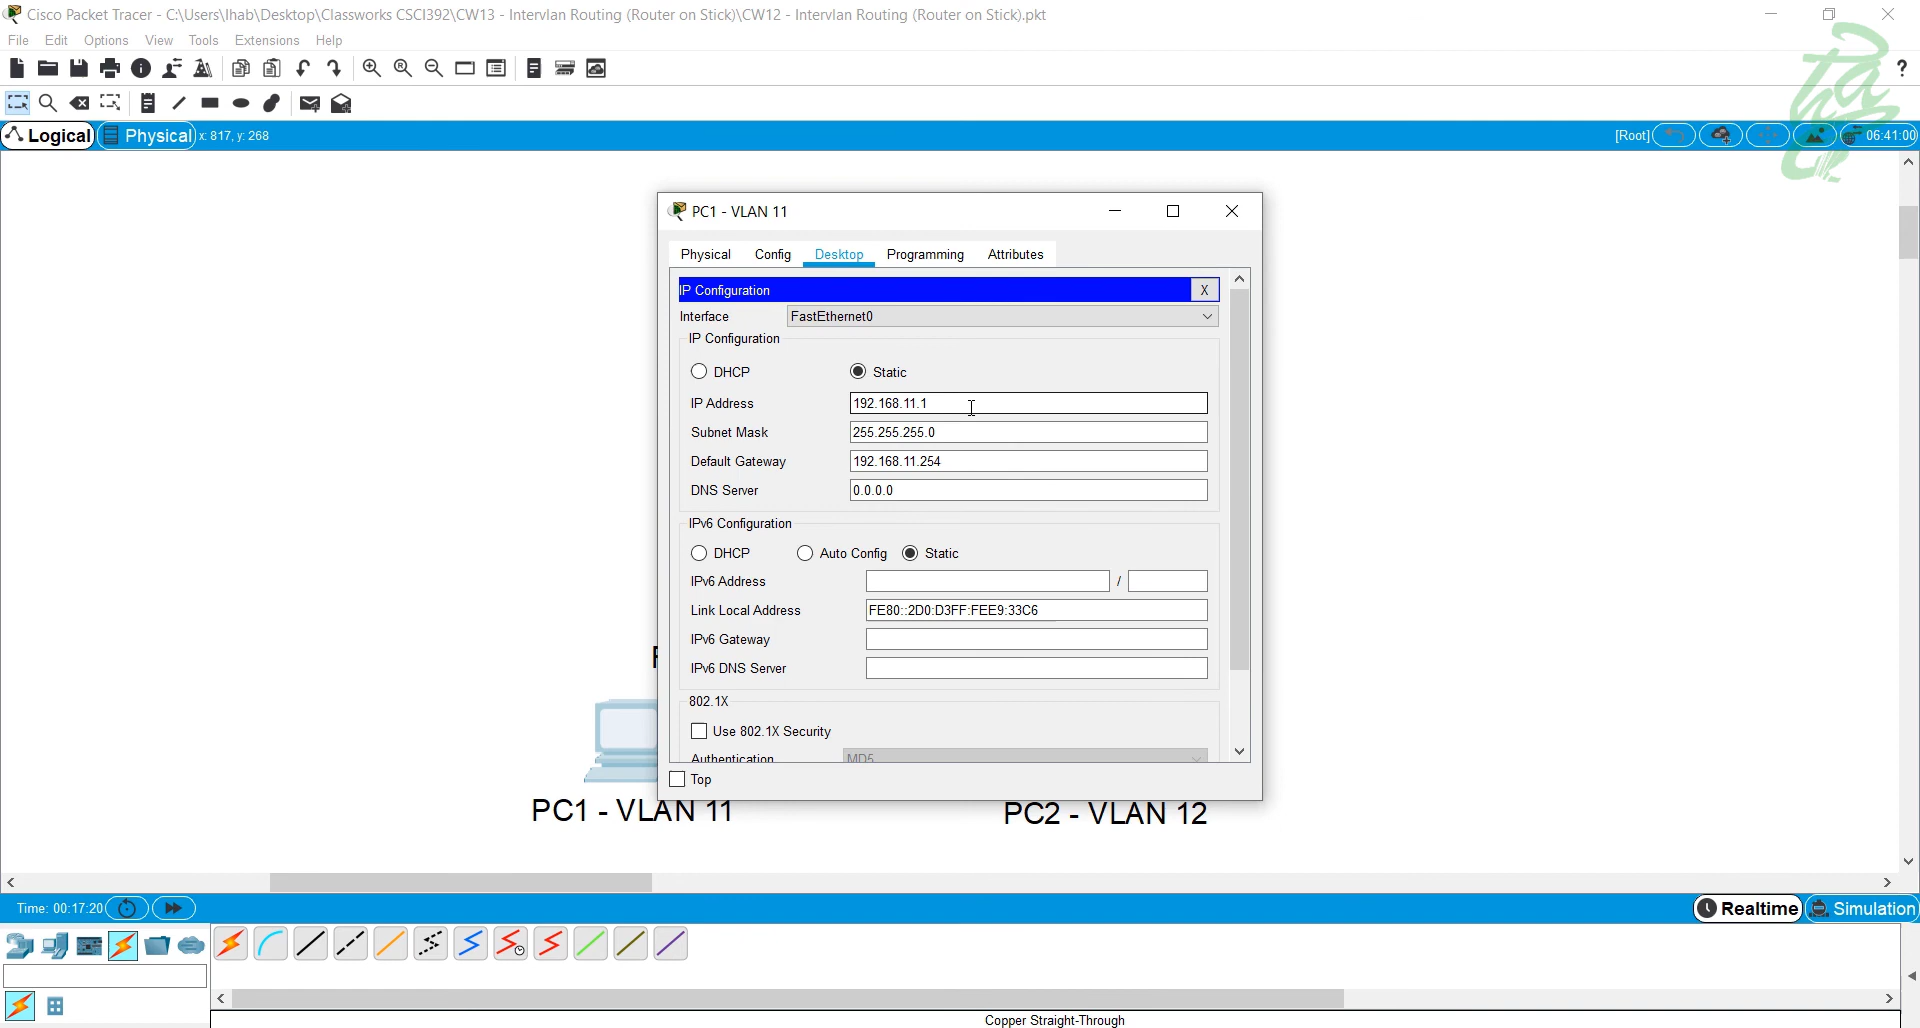 Cisco Packet Tracer - C:\Users\Ihab\Desktop\Classworks CSCI392\CW13 - Intervlan Routing (Router on Stick)\CW12 - Intervlan Routing (Router on Stick).pkt
File Edit Options View Tools Extensions Help
?
Logical Physical x: 817, y: 268 [Root] 06:41:00
PC1 - VLAN 11
Physical Config Desktop Programming Attributes
IP Configuration X
Interface FastEthernet0
IP Configuration
DHCP Static
IP Address 192.168.11.1
Subnet Mask 255.255.255.0
Default Gateway 192.168.11.254
DNS Server 0.0.0.0
IPv6 Configuration
DHCP Auto Config Static
IPv6 Address /
Link Local Address FE80::2D0:D3FF:FEE9:33C6
IPv6 Gateway
IPv6 DNS Server
802.1X
Use 802.1X Security
Authentication MD5
Top
PC1 - VLAN 11
PC2 - VLAN 12
Time: 00:17:20 Realtime Simulation
Copper Straight-Through